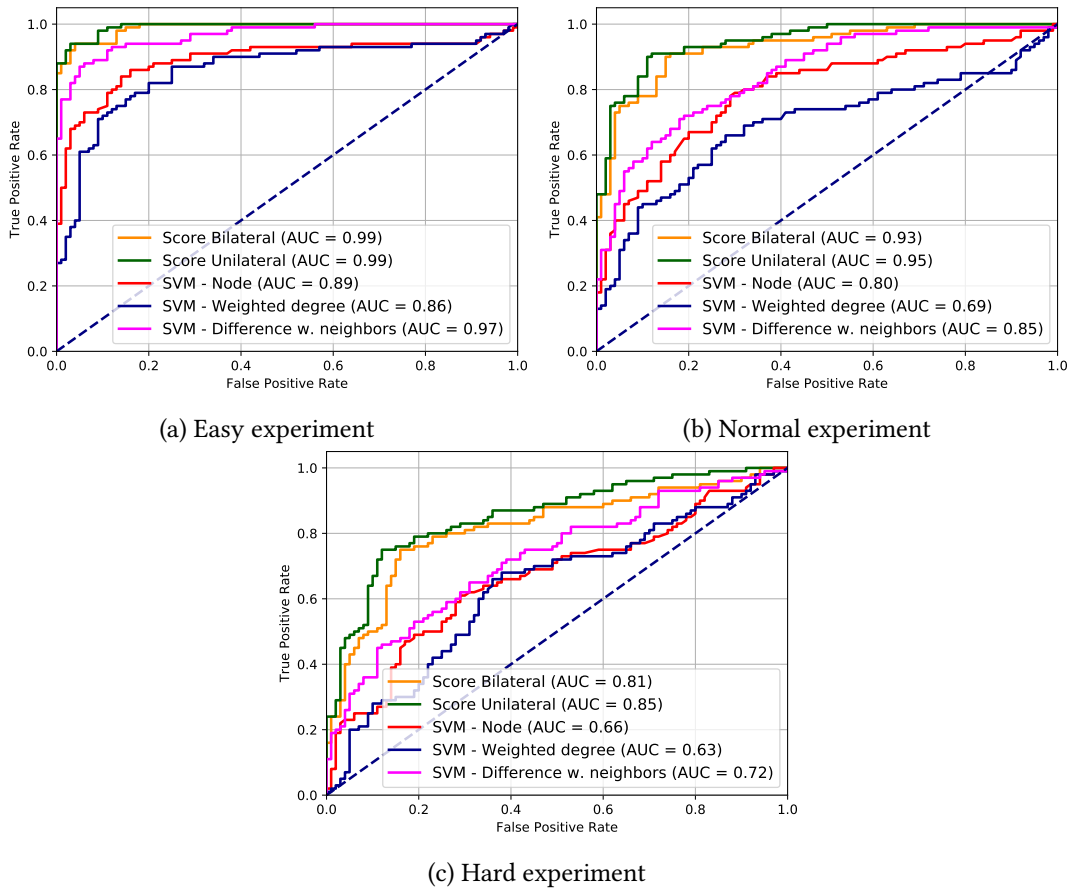 1.0
0.8
0.6
0.4
0.2
0.0
True Positive Rate
0.0 0.2 0.4 0.6 0.8 1.0
False Positive Rate
Score Bilateral (AUC = 0.99)
Score Unilateral (AUC = 0.99)
SVM - Node (AUC = 0.89)
SVM - Weighted degree (AUC = 0.86)
SVM - Difference w. neighbors (AUC = 0.97)
(a) Easy experiment
1.0
0.8
0.6
0.4
0.2
0.0
True Positive Rate
0.0 0.2 0.4 0.6 0.8 1.0
False Positive Rate
Score Bilateral (AUC = 0.93)
Score Unilateral (AUC = 0.95)
SVM - Node (AUC = 0.80)
SVM - Weighted degree (AUC = 0.69)
SVM - Difference w. neighbors (AUC = 0.85)
(b) Normal experiment
1.0
0.8
0.6
0.4
0.2
0.0
True Positive Rate
0.0 0.2 0.4 0.6 0.8 1.0
False Positive Rate
Score Bilateral (AUC = 0.81)
Score Unilateral (AUC = 0.85)
SVM - Node (AUC = 0.66)
SVM - Weighted degree (AUC = 0.63)
SVM - Difference w. neighbors (AUC = 0.72)
(c) Hard experiment